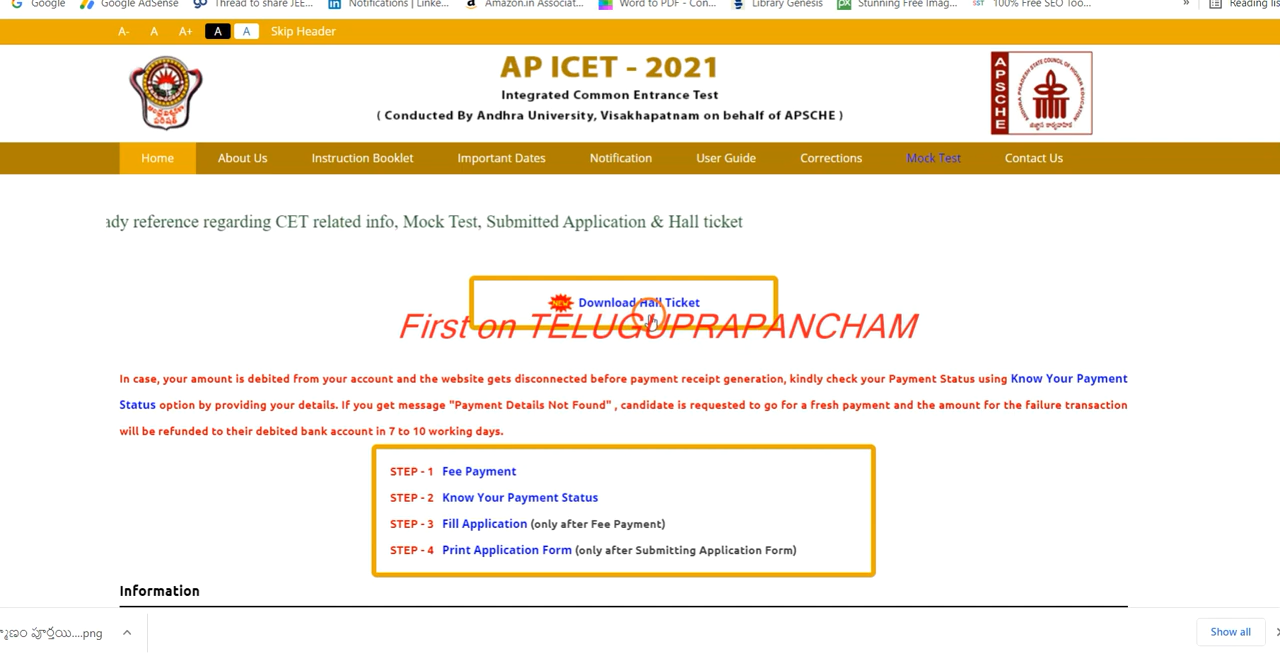 Google Google AdSense Thread to share JEE... Notifications | Linke... Amazon.in Associat... Word to PDF - Con... Library Genesis Stunning Free Imag... 100% Free SEO Too... » Reading lis
A- A A+ A A Skip Header
AP ICET - 2021
Integrated Common Entrance Test
( Conducted By Andhra University, Visakhapatnam on behalf of APSCHE )
APSCHE
Home About Us Instruction Booklet Important Dates Notification User Guide Corrections Mock Test Contact Us
ady reference regarding CET related info, Mock Test, Submitted Application & Hall ticket
NEW Download Hall Ticket
First on TELUGUPRAPANCHAM
In case, your amount is debited from your account and the website gets disconnected before payment receipt generation, kindly check your Payment Status using Know Your Payment
Status option by providing your details. If you get message "Payment Details Not Found" , candidate is requested to go for a fresh payment and the amount for the failure transaction
will be refunded to their debited bank account in 7 to 10 working days.
STEP - 1 Fee Payment
STEP - 2 Know Your Payment Status
STEP - 3 Fill Application (only after Fee Payment)
STEP - 4 Print Application Form (only after Submitting Application Form)
Information
పూర్తయి....png
Show all